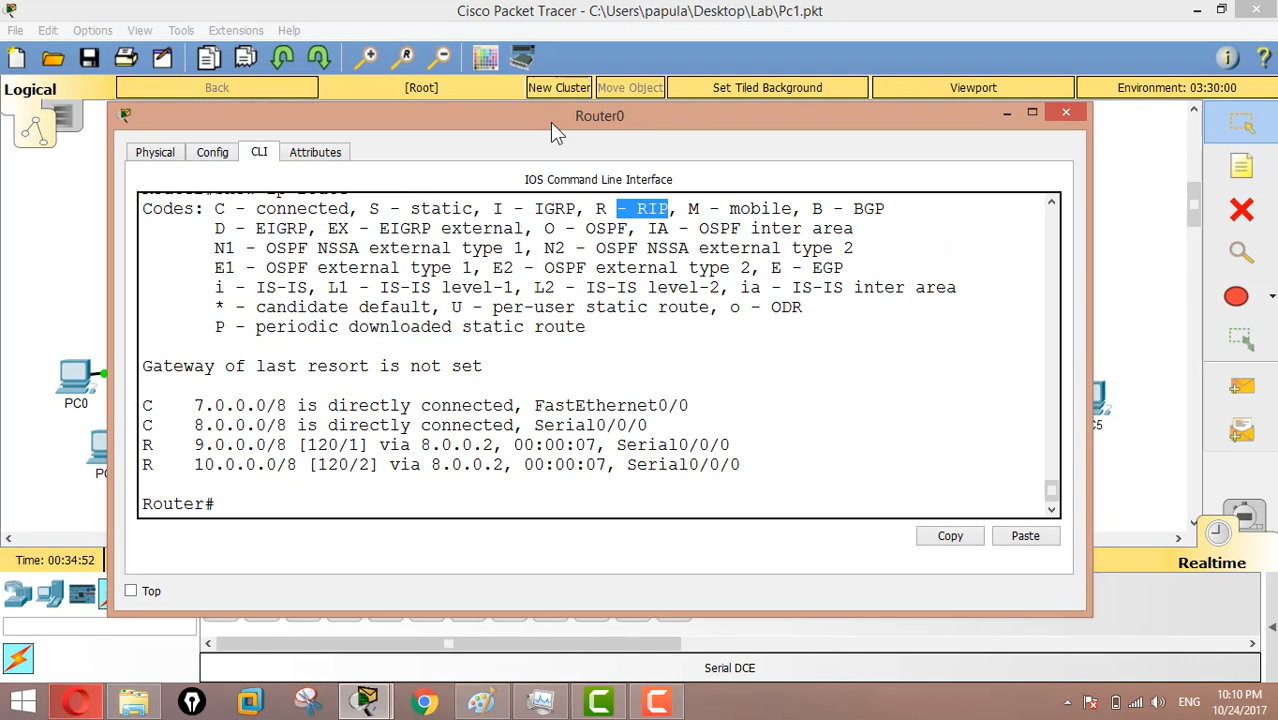 Cisco Packet Tracer - C:\Users\papula\Desktop\Lab\Pc1.pkt
File Edit Options View Tools Extensions Help
Logical Back [Root] New Cluster Move Object Set Tiled Background Viewport Environment: 03:30:00
Router0
Physical Config CLI Attributes
IOS Command Line Interface
Codes: C - connected, S - static, I - IGRP, R - RIP, M - mobile, B - BGP
D - EIGRP, EX - EIGRP external, O - OSPF, IA - OSPF inter area
N1 - OSPF NSSA external type 1, N2 - OSPF NSSA external type 2
E1 - OSPF external type 1, E2 - OSPF external type 2, E - EGP
i - IS-IS, L1 - IS-IS level-1, L2 - IS-IS level-2, ia - IS-IS inter area
* - candidate default, U - per-user static route, o - ODR
P - periodic downloaded static route
Gateway of last resort is not set
C 7.0.0.0/8 is directly connected, FastEthernet0/0
C 8.0.0.0/8 is directly connected, Serial0/0/0
R 9.0.0.0/8 [120/1] via 8.0.0.2, 00:00:07, Serial0/0/0
R 10.0.0.0/8 [120/2] via 8.0.0.2, 00:00:07, Serial0/0/0
Router#
PC0
C5
Copy Paste
Time: 00:34:52
Realtime
Top
Serial DCE
ENG
10:10 PM
10/24/2017